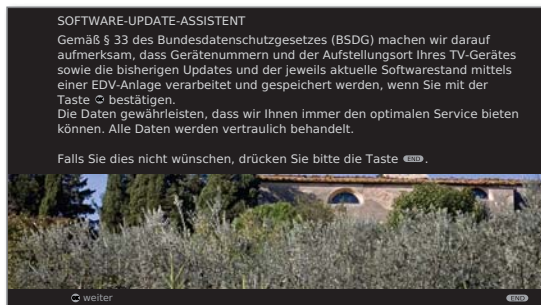 SOFTWARE-UPDATE-ASSISTENT
Gemäß § 33 des Bundesdatenschutzgesetzes (BSDG) machen wir darauf
aufmerksam, dass Gerätenummern und der Aufstellungsort Ihres TV-Gerätes
sowie die bisherigen Updates und der jeweils aktuelle Softwarestand mittels
einer EDV-Anlage verarbeitet und gespeichert werden, wenn Sie mit der
Taste OK bestätigen.
Die Daten gewährleisten, dass wir Ihnen immer den optimalen Service bieten
können. Alle Daten werden vertraulich behandelt.
Falls Sie dies nicht wünschen, drücken Sie bitte die Taste END.
OK weiter
END